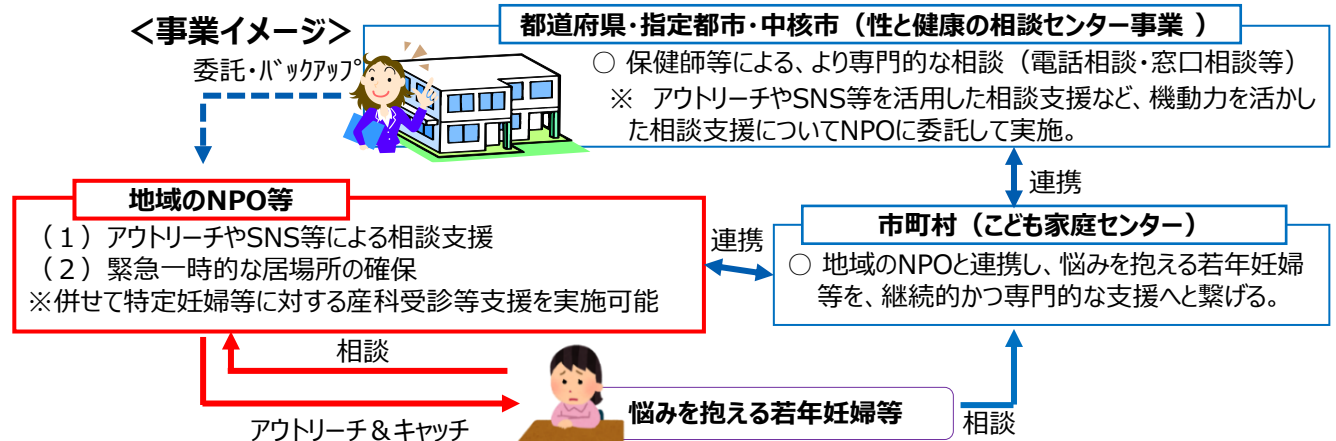 <事業イメージ>
委託・バックアップ
都道府県・指定都市・中核市（性と健康の相談センター事業 ）
○ 保健師等による、より専門的な相談（電話相談・窓口相談等）
※ アウトリーチやSNS等を活用した相談支援など、機動力を活かし
た相談支援についてNPOに委託して実施。
連携
地域のNPO等
（１）アウトリーチやSNS等による相談支援
（２）緊急一時的な居場所の確保
※併せて特定妊婦等に対する産科受診等支援を実施可能
連携
市町村（こども家庭センター）
○ 地域のNPOと連携し、悩みを抱える若年妊婦
等を、継続的かつ専門的な支援へと繋げる。
相談
アウトリーチ＆キャッチ
悩みを抱える若年妊婦等
相談